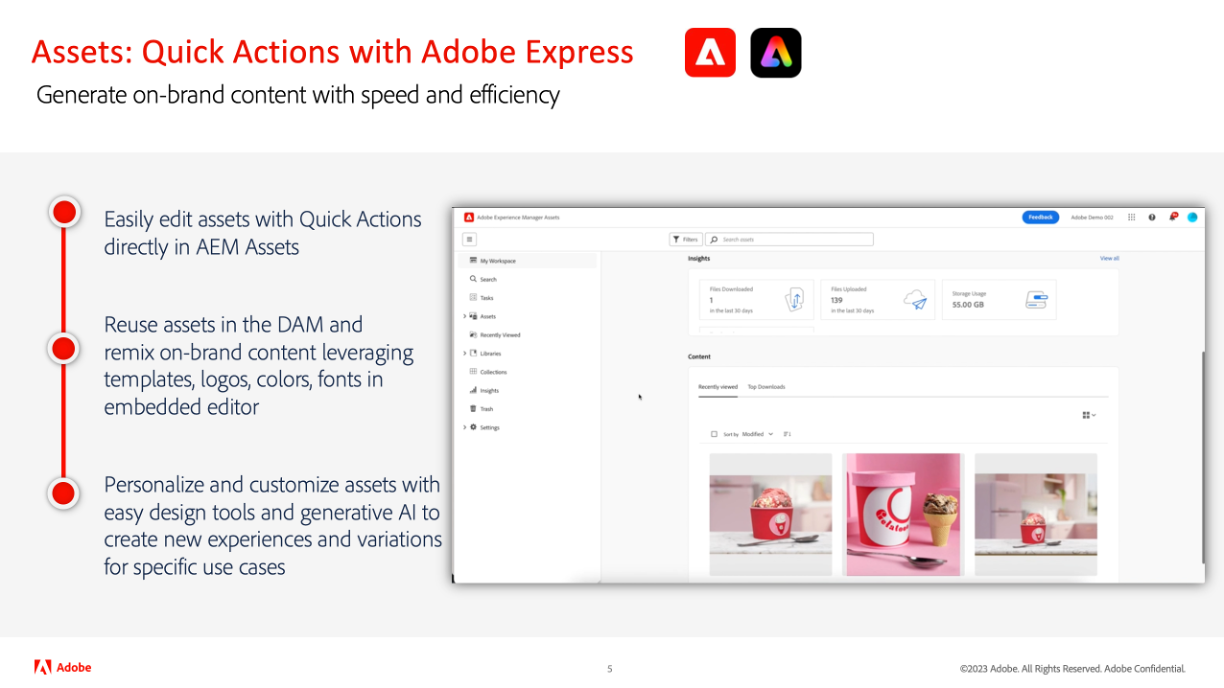 Assets: Quick Actions with Adobe Express
Generate on-brand content with speed and efficiency
Easily edit assets with Quick Actions
directly in AEM Assets
Reuse assets in the DAM and
remix on-brand content leveraging
templates, logos, colors, fonts in
embedded editor
Personalize and customize assets with
easy design tools and generative AI to
create new experiences and variations
for specific use cases
Adobe Experience Manager Assets
Feedback
Adobe Demo 002
Filters
Search assets
My Workspace
Search
Tasks
Assets
Recently Viewed
Libraries
Collections
Insights
Trash
Settings
Insights
View all
Files Downloaded
1
in the last 30 days
Files Uploaded
139
in the last 30 days
Storage Usage
55.00 GB
Content
Recently viewed
Top Downloads
Sort by Modified
Adobe
5
©2023 Adobe. All Rights Reserved. Adobe Confidential.